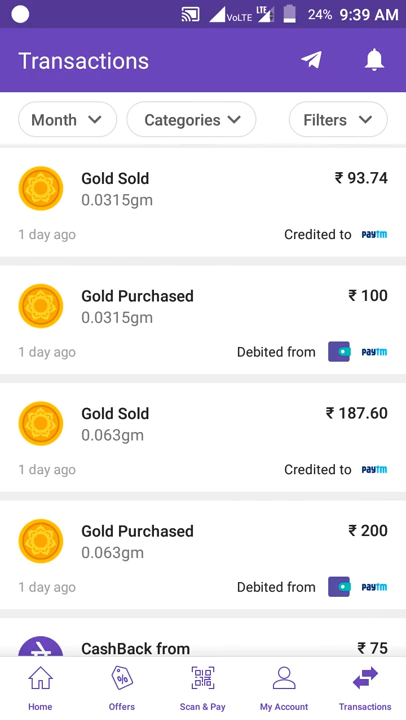 VoLTE LTE 24% 9:39 AM
Transactions
Month Categories Filters
Gold Sold ₹ 93.74
0.0315gm
1 day ago Credited to paytm
Gold Purchased ₹ 100
0.0315gm
1 day ago Debited from paytm
Gold Sold ₹ 187.60
0.063gm
1 day ago Credited to paytm
Gold Purchased ₹ 200
0.063gm
1 day ago Debited from paytm
CashBack from ₹ 75
Home Offers Scan & Pay My Account Transactions